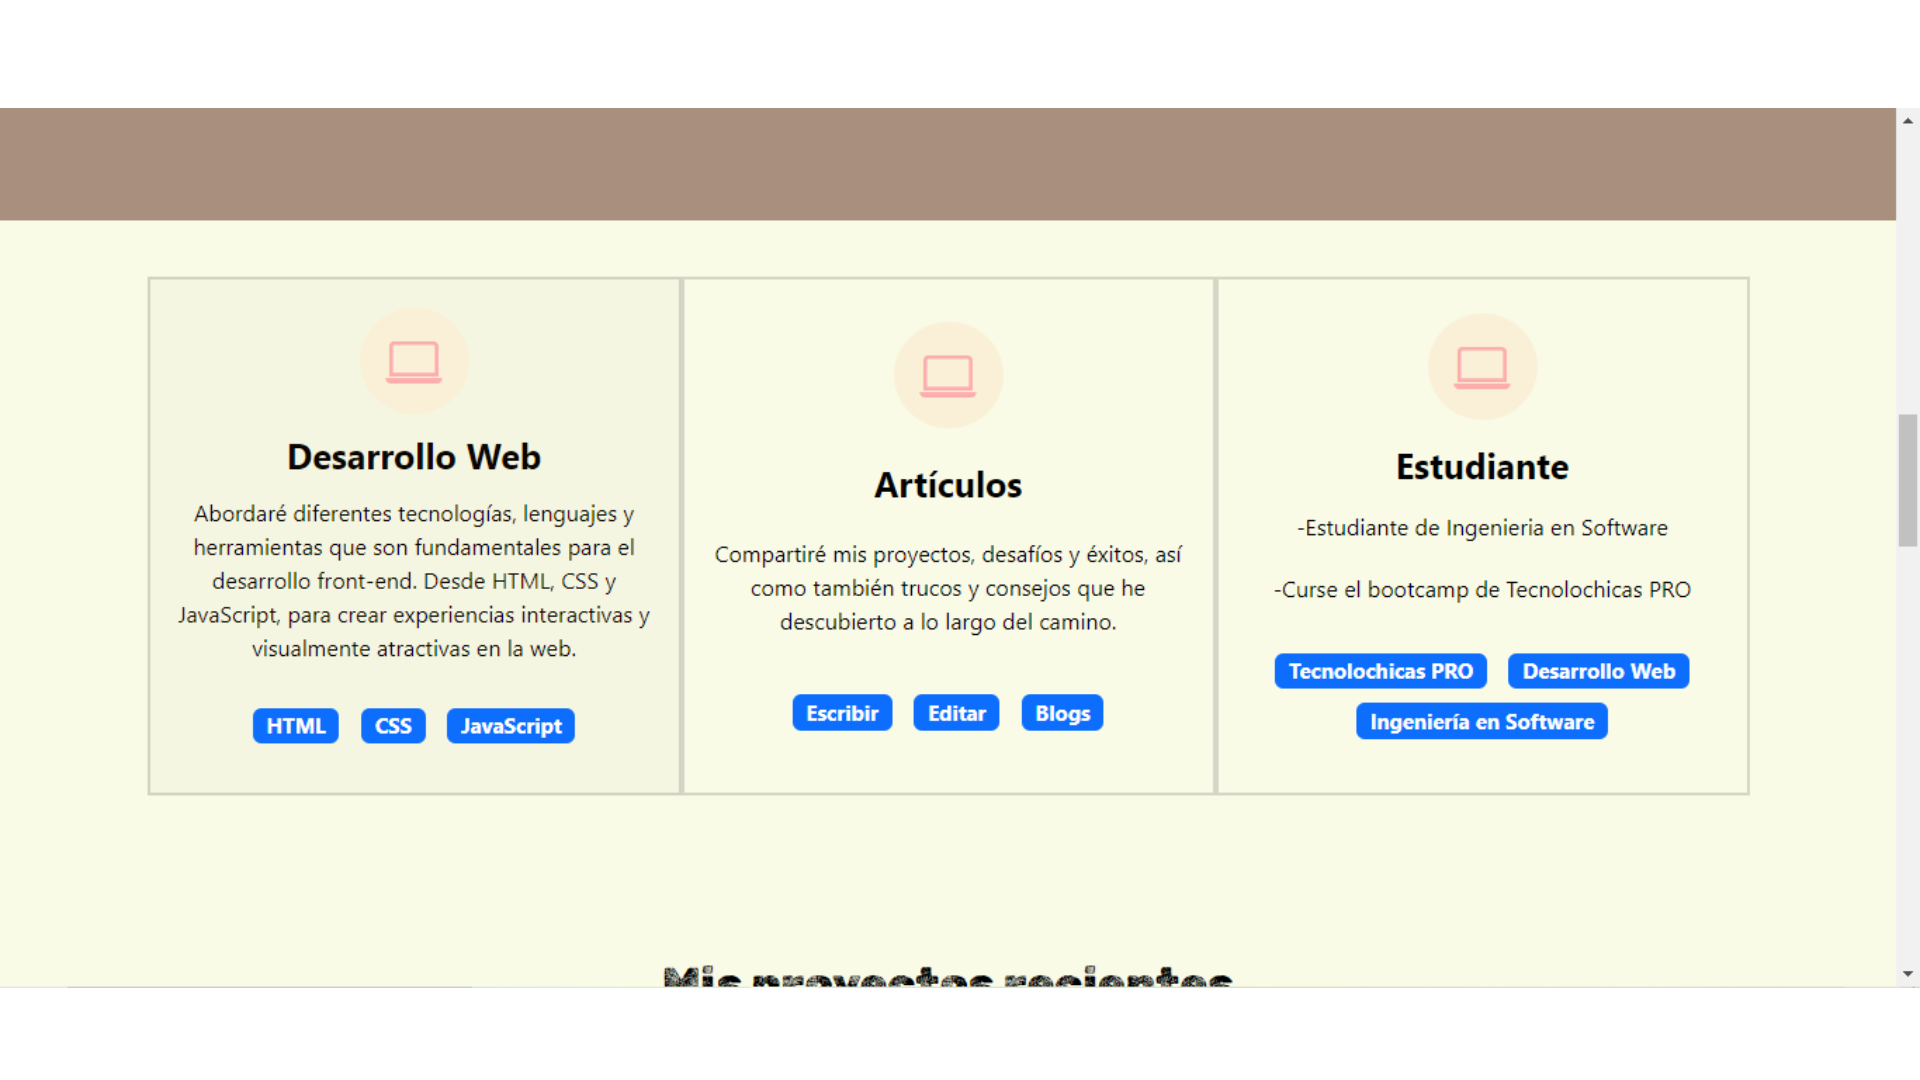 Desarrollo Web
Abordaré diferentes tecnologías, lenguajes y
herramientas que son fundamentales para el
desarrollo front-end. Desde HTML, CSS y
JavaScript, para crear experiencias interactivas y
visualmente atractivas en la web.
HTML CSS JavaScript
Artículos
Compartiré mis proyectos, desafíos y éxitos, así
como también trucos y consejos que he
descubierto a lo largo del camino.
Escribir Editar Blogs
Estudiante
-Estudiante de Ingenieria en Software
-Curse el bootcamp de Tecnolochicas PRO
Tecnolochicas PRO Desarrollo Web
Ingeniería en Software
Mis proyectos recientes